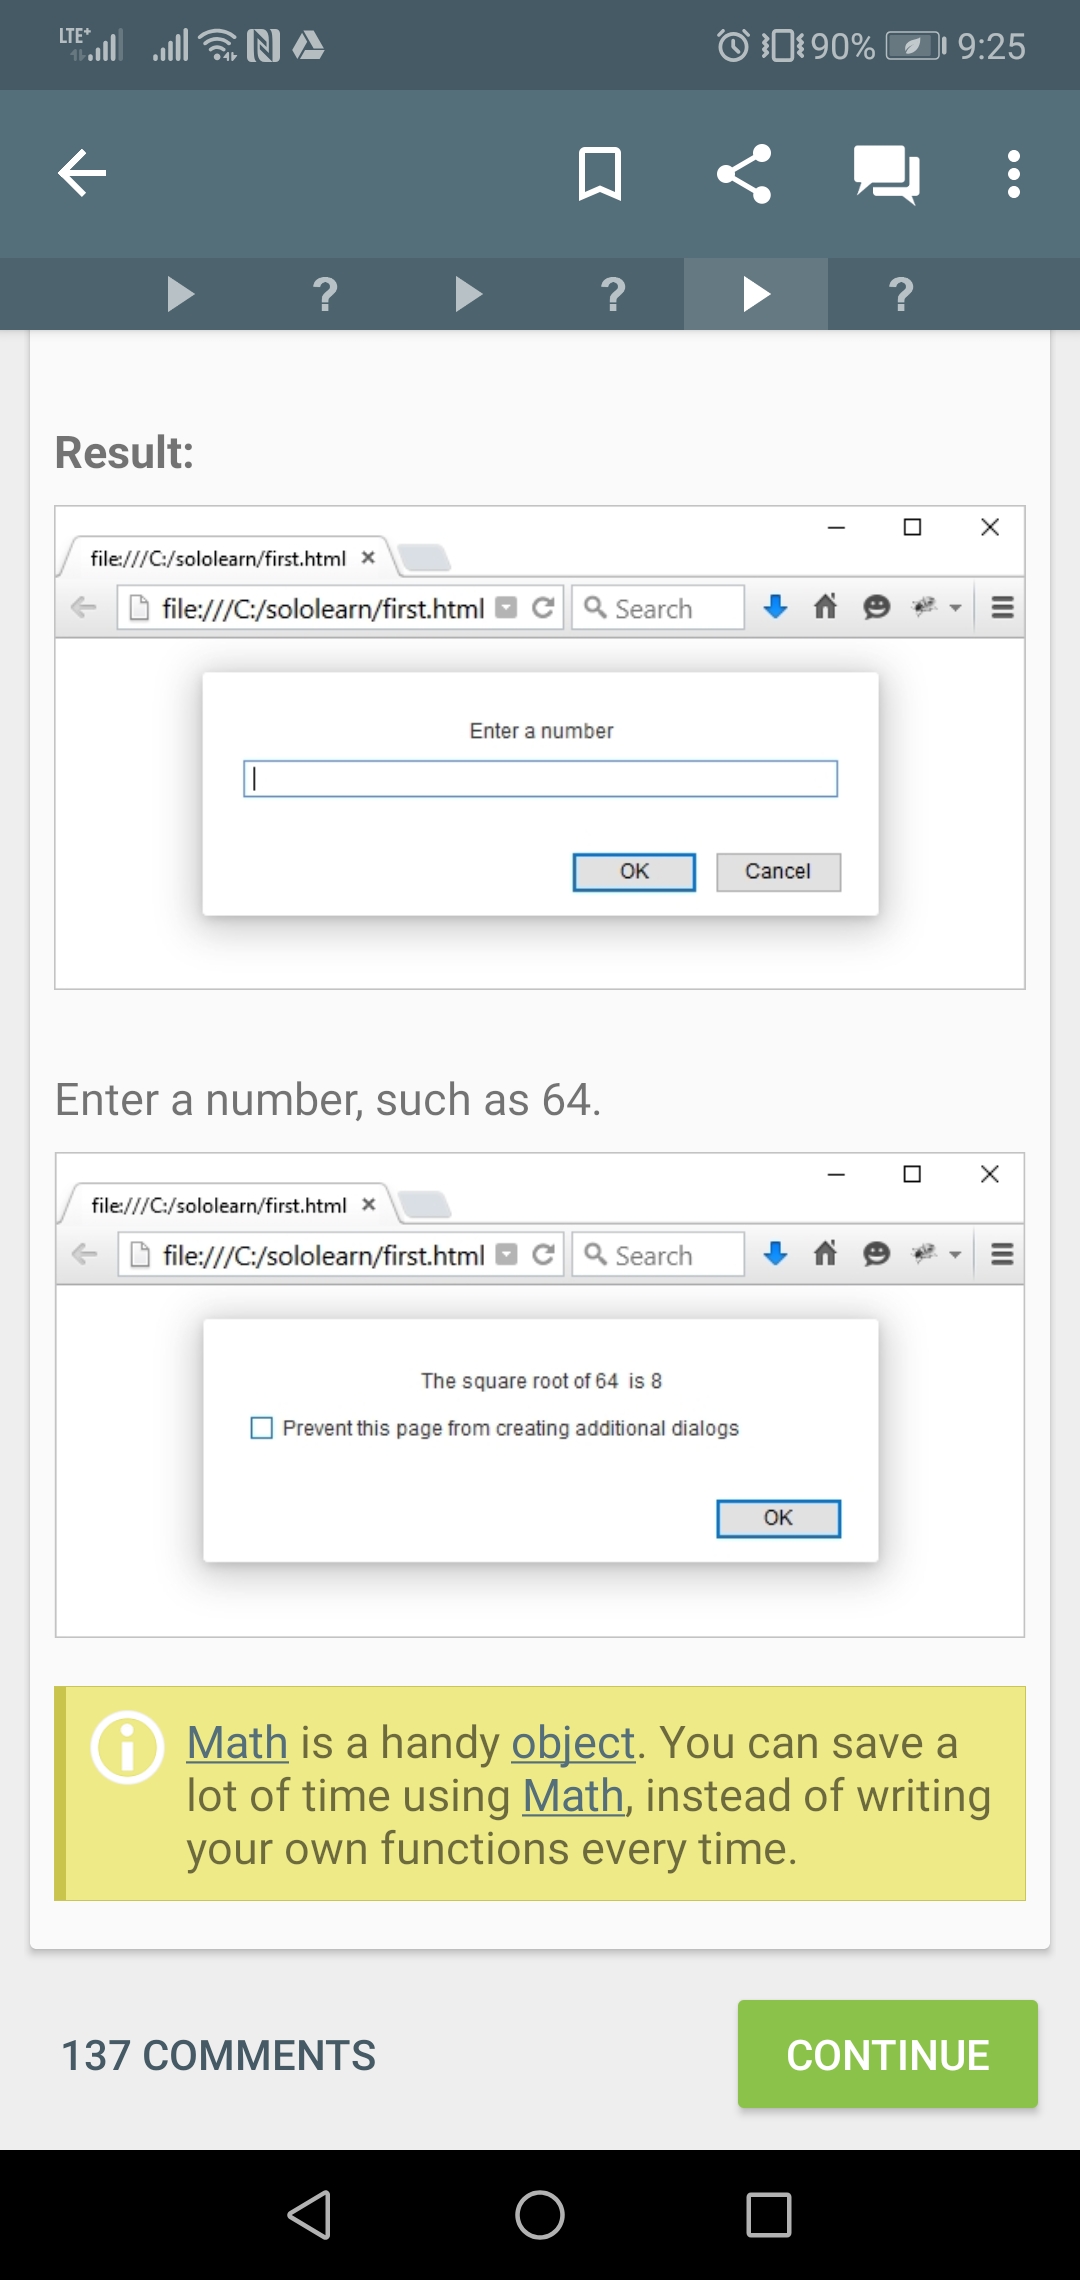 LTE+ 90% 9:25
? ? ?
Result:
file:///C:/sololearn/first.html
file:///C:/sololearn/first.html Search
Enter a number
OK Cancel
Enter a number, such as 64.
file:///C:/sololearn/first.html
file:///C:/sololearn/first.html Search
The square root of 64 is 8
Prevent this page from creating additional dialogs
OK
Math is a handy object. You can save a
lot of time using Math, instead of writing
your own functions every time.
137 COMMENTS CONTINUE